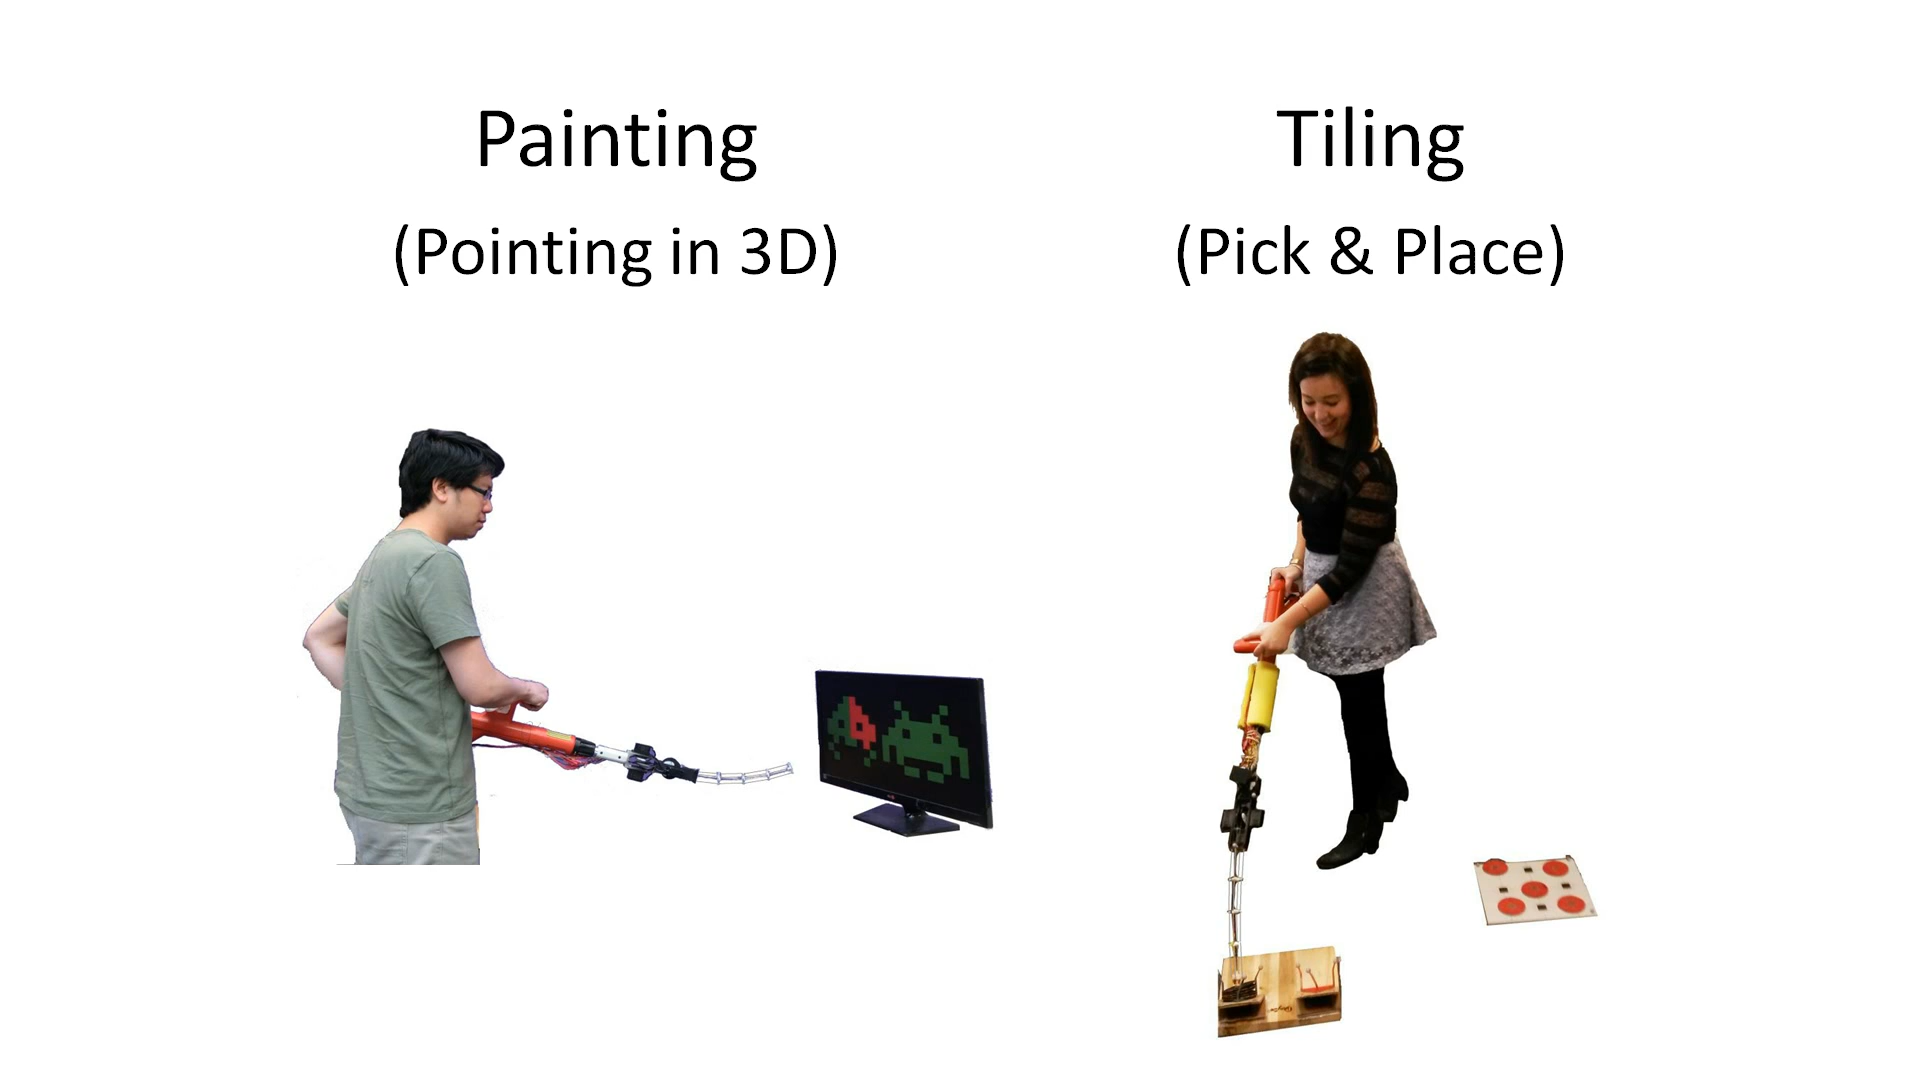 Painting
(Pointing in 3D)
Tiling
(Pick & Place)